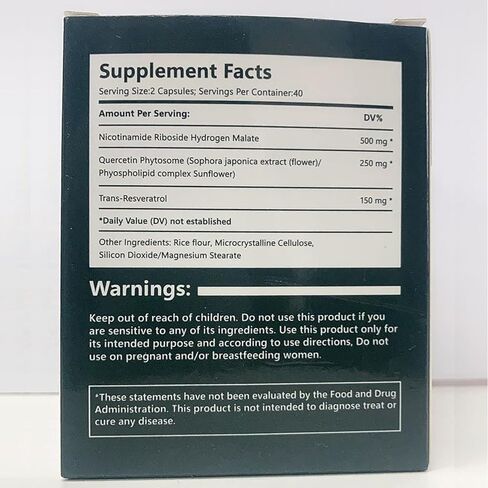 Supplement Facts
Serving Size:2 Capsules; Servings Per Container:40
Amount Per Serving: DV%
Nicotinamide Riboside Hydrogen Malate 500 mg *
Quercetin Phytosome (Sophora japonica extract (flower)/ 250 mg *
Phyospholipid complex Sunflower)
Trans-Resveratrol 150 mg *
*Daily Value (DV) not established
Other Ingredients: Rice flour, Microcrystalline Cellulose,
Silicon Dioxide/Magnesium Stearate
Warnings:
Keep out of reach of children. Do not use this product if you
are sensitive to any of its ingredients. Use this product only for
its intended purpose and according to use directions, Do not
use on pregnant and/or breastfeeding women.
*These statements have not been evaluated by the Food and Drug
Administration. This product is not intended to diagnose treat or
cure any disease.